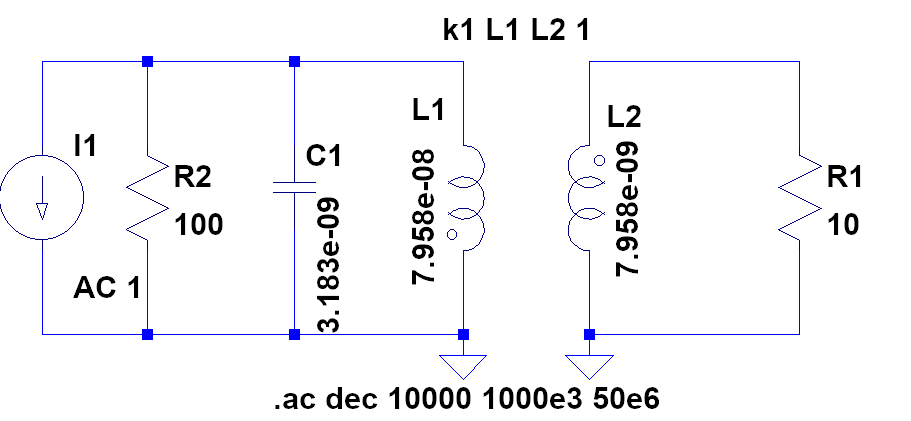 k1 L1 L2 1
I1
AC 1
R2
100
C1
3.183e-09
L1
7.958e-08
L2
7.958e-09
R1
10
.ac dec 10000 1000e3 50e6